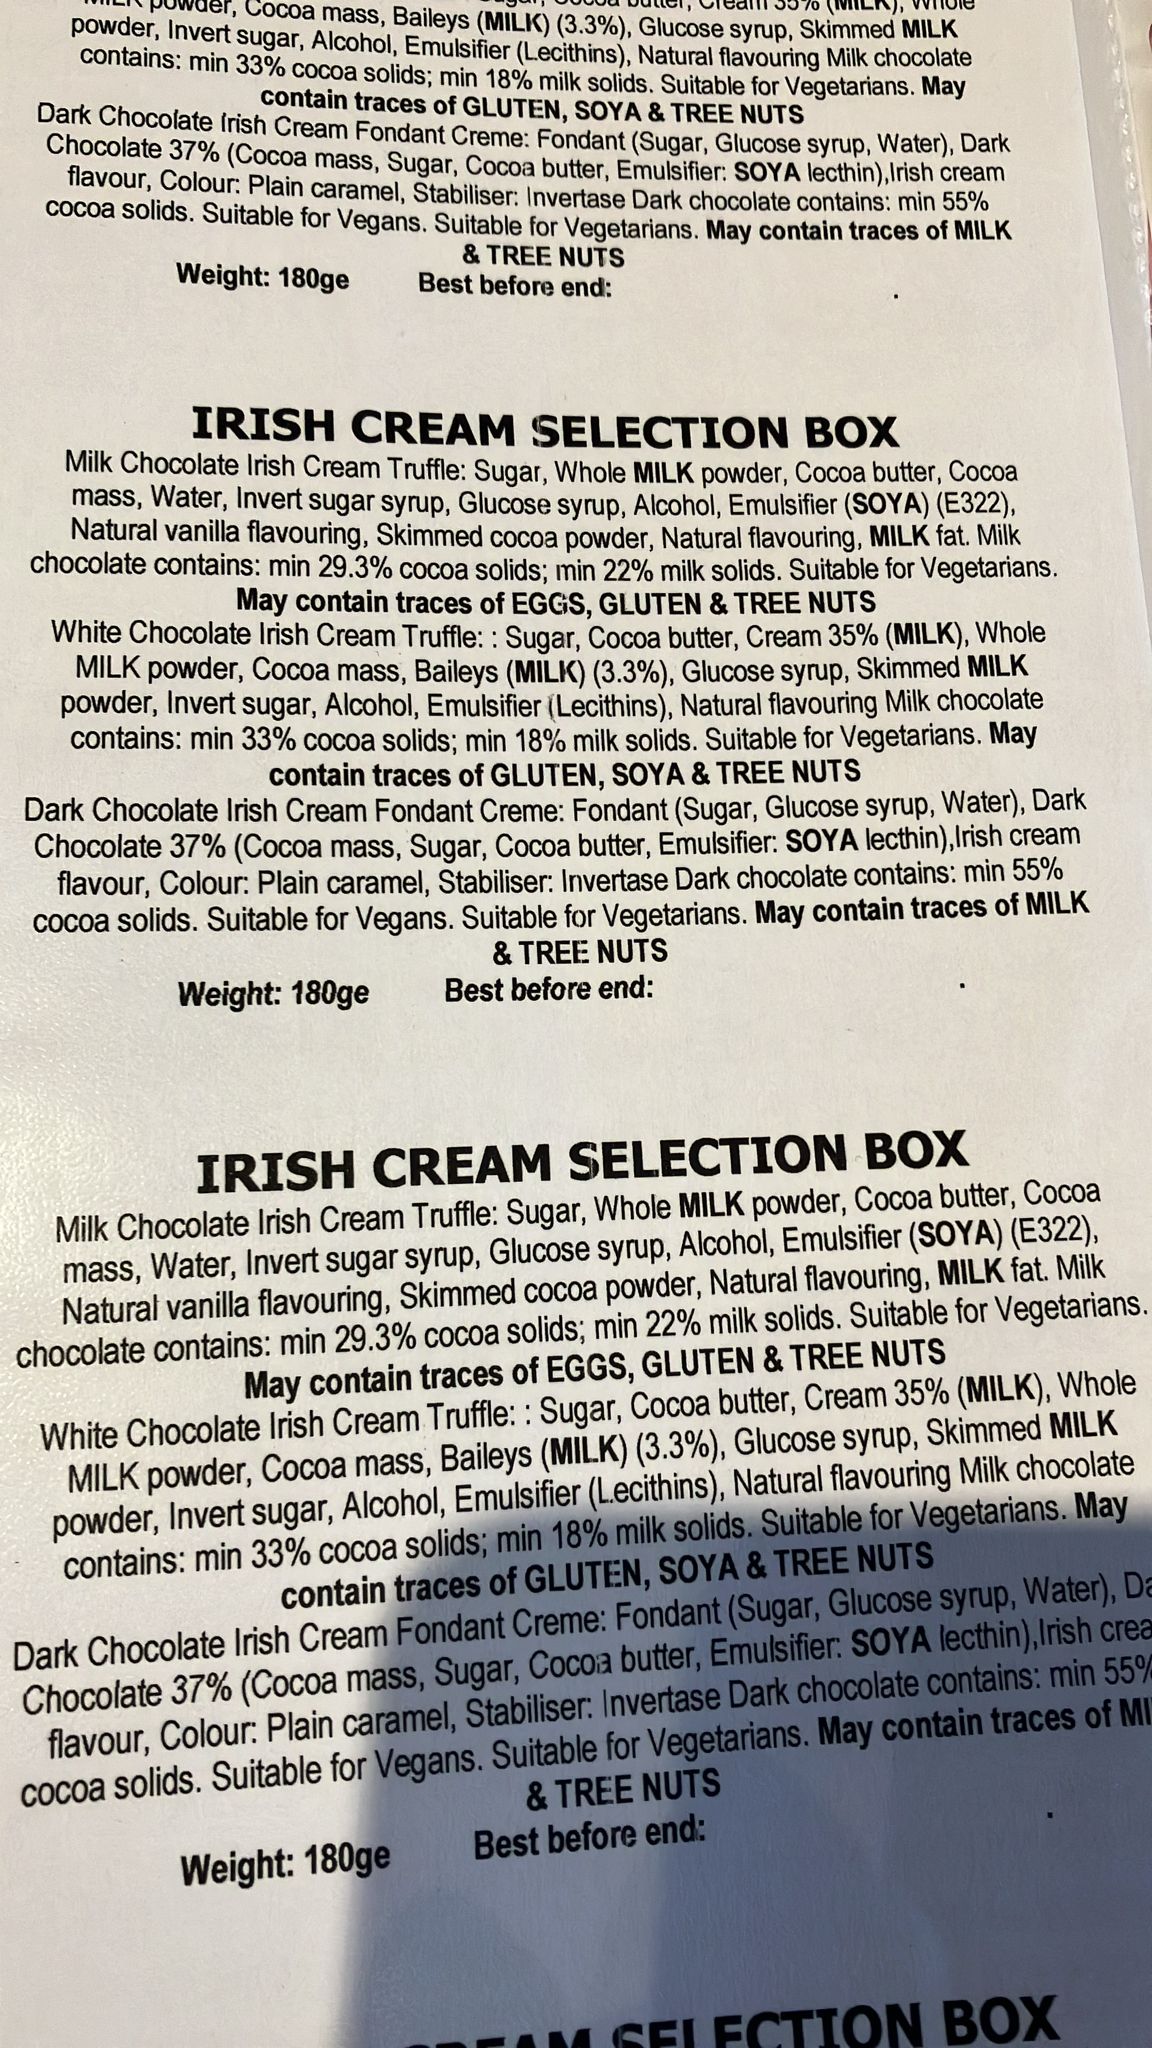 powder, Cocoa mass, Baileys (MILK) (3.3%), Glucose syrup, Skimmed MILK
powder, Invert sugar, Alcohol, Emulsifier (Lecithins), Natural flavouring Milk chocolate
contains: min 33% cocoa solids; min 18% milk solids. Suitable for Vegetarians. May
contain traces of GLUTEN, SOYA & TREE NUTS
Dark Chocolate Irish Cream Fondant Creme: Fondant (Sugar, Glucose syrup, Water), Dark
Chocolate 37% (Cocoa mass, Sugar, Cocoa butter, Emulsifier: SOYA lecthin),Irish cream
flavour, Colour: Plain caramel, Stabiliser: Invertase Dark chocolate contains: min 55%
cocoa solids. Suitable for Vegans. Suitable for Vegetarians. May contain traces of MILK
& TREE NUTS
Weight: 180ge Best before end: .
IRISH CREAM SELECTION BOX
Milk Chocolate Irish Cream Truffle: Sugar, Whole MILK powder, Cocoa butter, Cocoa
mass, Water, Invert sugar syrup, Glucose syrup, Alcohol, Emulsifier (SOYA) (E322),
Natural vanilla flavouring, Skimmed cocoa powder, Natural flavouring, MILK fat. Milk
chocolate contains: min 29.3% cocoa solids; min 22% milk solids. Suitable for Vegetarians.
May contain traces of EGGS, GLUTEN & TREE NUTS
White Chocolate Irish Cream Truffle: : Sugar, Cocoa butter, Cream 35% (MILK), Whole
MILK powder, Cocoa mass, Baileys (MILK) (3.3%), Glucose syrup, Skimmed MILK
powder, Invert sugar, Alcohol, Emulsifier (Lecithins), Natural flavouring Milk chocolate
contains: min 33% cocoa solids; min 18% milk solids. Suitable for Vegetarians. May
contain traces of GLUTEN, SOYA & TREE NUTS
Dark Chocolate Irish Cream Fondant Creme: Fondant (Sugar, Glucose syrup, Water), Dark
Chocolate 37% (Cocoa mass, Sugar, Cocoa butter, Emulsifier: SOYA lecthin),Irish cream
flavour, Colour: Plain caramel, Stabiliser: Invertase Dark chocolate contains: min 55%
cocoa solids. Suitable for Vegans. Suitable for Vegetarians. May contain traces of MILK
& TREE NUTS
Weight: 180ge Best before end: .
IRISH CREAM SELECTION BOX
Milk Chocolate Irish Cream Truffle: Sugar, Whole MILK powder, Cocoa butter, Cocoa
mass, Water, Invert sugar syrup, Glucose syrup, Alcohol, Emulsifier (SOYA) (E322),
Natural vanilla flavouring, Skimmed cocoa powder, Natural flavouring, MILK fat. Milk
chocolate contains: min 29.3% cocoa solids; min 22% milk solids. Suitable for Vegetarians.
May contain traces of EGGS, GLUTEN & TREE NUTS
White Chocolate Irish Cream Truffle: : Sugar, Cocoa butter, Cream 35% (MILK), Whole
MILK powder, Cocoa mass, Baileys (MILK) (3.3%), Glucose syrup, Skimmed MILK
powder, Invert sugar, Alcohol, Emulsifier (Lecithins), Natural flavouring Milk chocolate
contains: min 33% cocoa solids; min 18% milk solids. Suitable for Vegetarians. May
contain traces of GLUTEN, SOYA & TREE NUTS
Dark Chocolate Irish Cream Fondant Creme: Fondant (Sugar, Glucose syrup, Water),
Chocolate 37% (Cocoa mass, Sugar, Cocoa butter, Emulsifier: SOYA lecthin),Irish
flavour, Colour: Plain caramel, Stabiliser: Invertase Dark chocolate contains: min 55%
cocoa solids. Suitable for Vegans. Suitable for Vegetarians. May contain traces of
& TREE NUTS
Weight: 180ge Best before end: .
SELECTION BOX